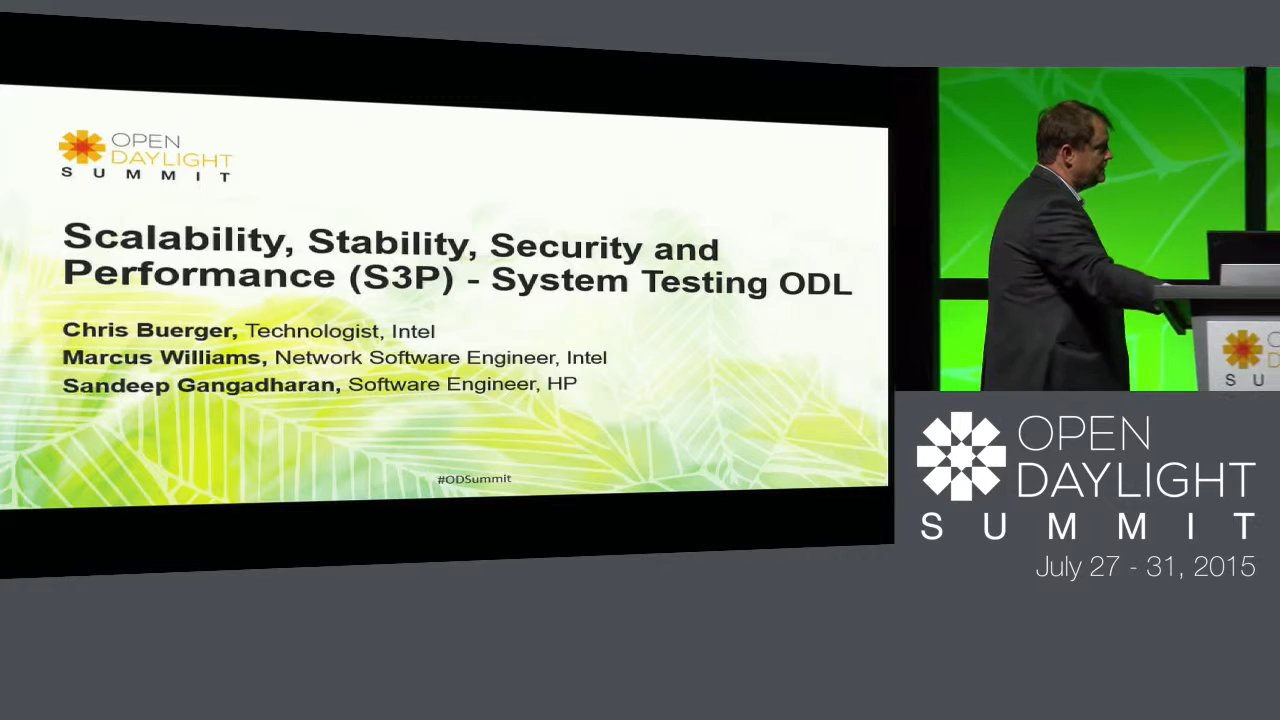 OPEN
DAYLIGHT
SUMMIT
Scalability, Stability, Security and
Performance (S3P) - System Testing ODL
Chris Buerger, Technologist, Intel
Marcus Williams, Network Software Engineer, Intel
Sandeep Gangadharan, Software Engineer, HP
#ODSummit
OPEN
DAYLIGHT
SUMMIT
July 27 - 31, 2015